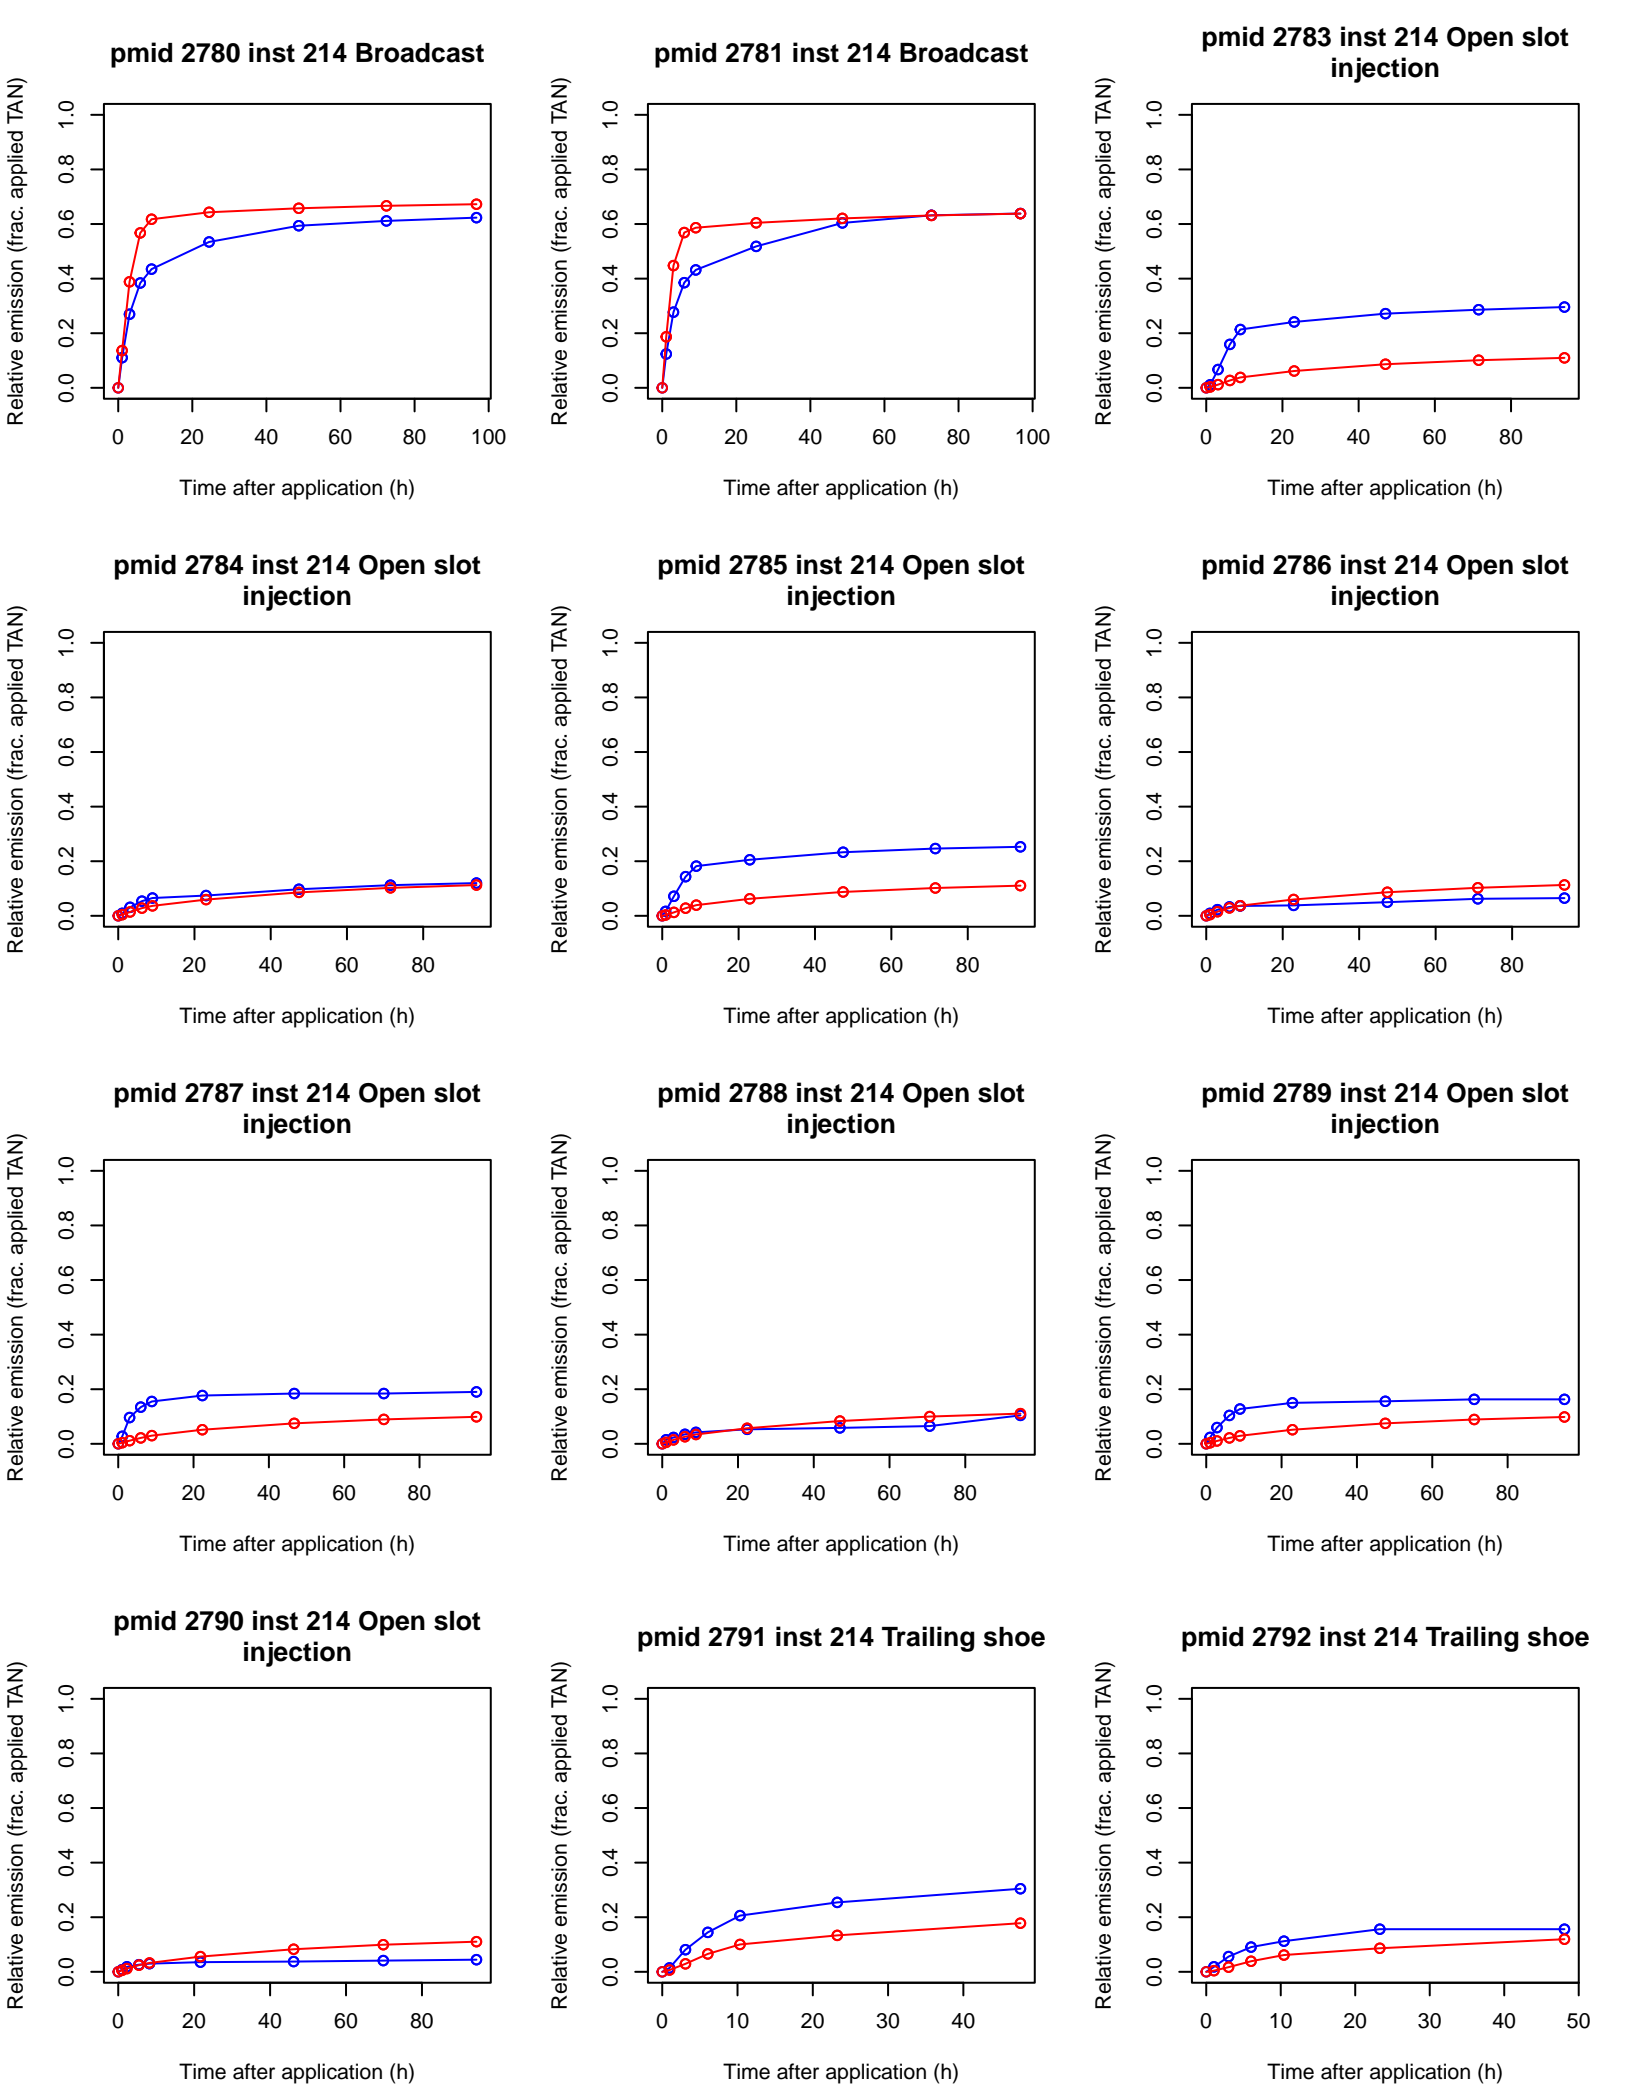 pmid 2780 inst 214 Broadcast
Relative emission (frac. applied TAN)
1.0
0.8
0.6
0.4
0.2
0.0
0 20 40 60 80 100
Time after application (h)
pmid 2781 inst 214 Broadcast
Relative emission (frac. applied TAN)
1.0
0.8
0.6
0.4
0.2
0.0
0 20 40 60 80 100
Time after application (h)
pmid 2783 inst 214 Open slot
injection
Relative emission (frac. applied TAN)
1.0
0.8
0.6
0.4
0.2
0.0
0 20 40 60 80
Time after application (h)
pmid 2784 inst 214 Open slot
injection
Relative emission (frac. applied TAN)
1.0
0.8
0.6
0.4
0.2
0.0
0 20 40 60 80
Time after application (h)
pmid 2785 inst 214 Open slot
injection
Relative emission (frac. applied TAN)
1.0
0.8
0.6
0.4
0.2
0.0
0 20 40 60 80
Time after application (h)
pmid 2786 inst 214 Open slot
injection
Relative emission (frac. applied TAN)
1.0
0.8
0.6
0.4
0.2
0.0
0 20 40 60 80
Time after application (h)
pmid 2787 inst 214 Open slot
injection
Relative emission (frac. applied TAN)
1.0
0.8
0.6
0.4
0.2
0.0
0 20 40 60 80
Time after application (h)
pmid 2788 inst 214 Open slot
injection
Relative emission (frac. applied TAN)
1.0
0.8
0.6
0.4
0.2
0.0
0 20 40 60 80
Time after application (h)
pmid 2789 inst 214 Open slot
injection
Relative emission (frac. applied TAN)
1.0
0.8
0.6
0.4
0.2
0.0
0 20 40 60 80
Time after application (h)
pmid 2790 inst 214 Open slot
injection
Relative emission (frac. applied TAN)
1.0
0.8
0.6
0.4
0.2
0.0
0 20 40 60 80
Time after application (h)
pmid 2791 inst 214 Trailing shoe
Relative emission (frac. applied TAN)
1.0
0.8
0.6
0.4
0.2
0.0
0 10 20 30 40
Time after application (h)
pmid 2792 inst 214 Trailing shoe
Relative emission (frac. applied TAN)
1.0
0.8
0.6
0.4
0.2
0.0
0 10 20 30 40 50
Time after application (h)